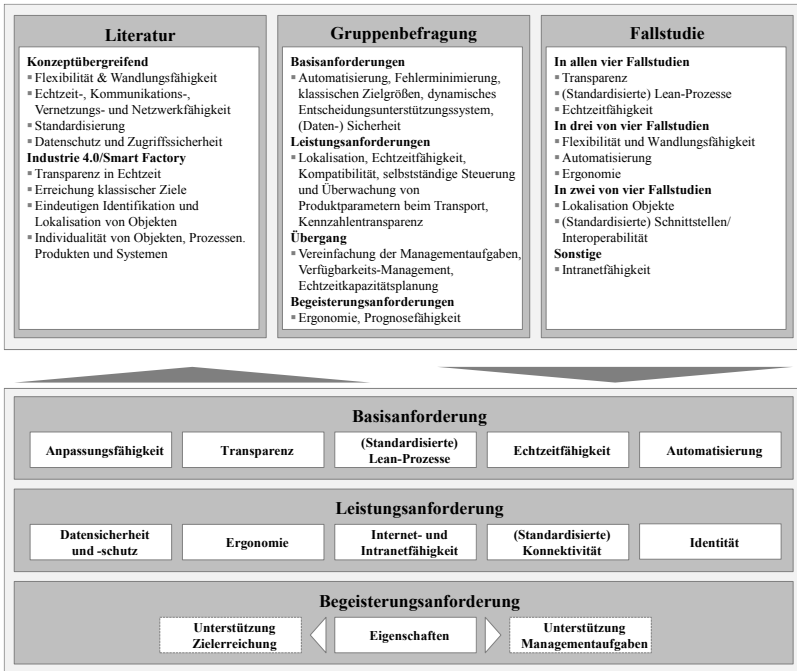 Literatur
Konzeptübergreifend
▪ Flexibilität & Wandlungsfähigkeit
▪ Echtzeit-, Kommunikations-,
Vernetzungs- und Netzwerkfähigkeit
▪ Standardisierung
▪ Datenschutz und Zugriffssicherheit
Industrie 4.0/Smart Factory
▪ Transparenz in Echtzeit
▪ Erreichung klassischer Ziele
▪ Eindeutigen Identifikation und
Lokalisation von Objekten
▪ Individualität von Objekten, Prozessen.
Produkten und Systemen
Gruppenbefragung
Basisanforderungen
▪ Automatisierung, Fehlerminimierung,
klassischen Zielgrößen, dynamisches
Entscheidungsunterstützungssystem,
(Daten-) Sicherheit
Leistungsanforderungen
▪ Lokalisation, Echtzeitfähigkeit,
Kompatibilität, selbstständige Steuerung
und Überwachung von
Produktparametern beim Transport,
Kennzahlentransparenz
Übergang
▪ Vereinfachung der Managementaufgaben,
Verfügbarkeits-Management,
Echtzeitkapazitätsplanung
Begeisterungsanforderungen
▪ Ergonomie, Prognosefähigkeit
Fallstudie
In allen vier Fallstudien
▪ Transparenz
▪ (Standardisierte) Lean-Prozesse
▪ Echtzeitfähigkeit
In drei von vier Fallstudien
▪ Flexibilität und Wandlungsfähigkeit
▪ Automatisierung
▪ Ergonomie
In zwei von vier Fallstudien
▪ Lokalisation Objekte
▪ (Standardisierte) Schnittstellen/
Interoperabilität
Sonstige
▪ Intranetfähigkeit
Basisanforderung
Anpassungsfähigkeit
Transparenz
(Standardisierte)
Lean-Prozesse
Echtzeitfähigkeit
Automatisierung
Leistungsanforderung
Datensicherheit
und -schutz
Ergonomie
Internet- und
Intranetfähigkeit
(Standardisierte)
Konnektivität
Identität
Begeisterungsanforderung
Unterstützung
Zielerreichung
Eigenschaften
Unterstützung
Managementaufgaben